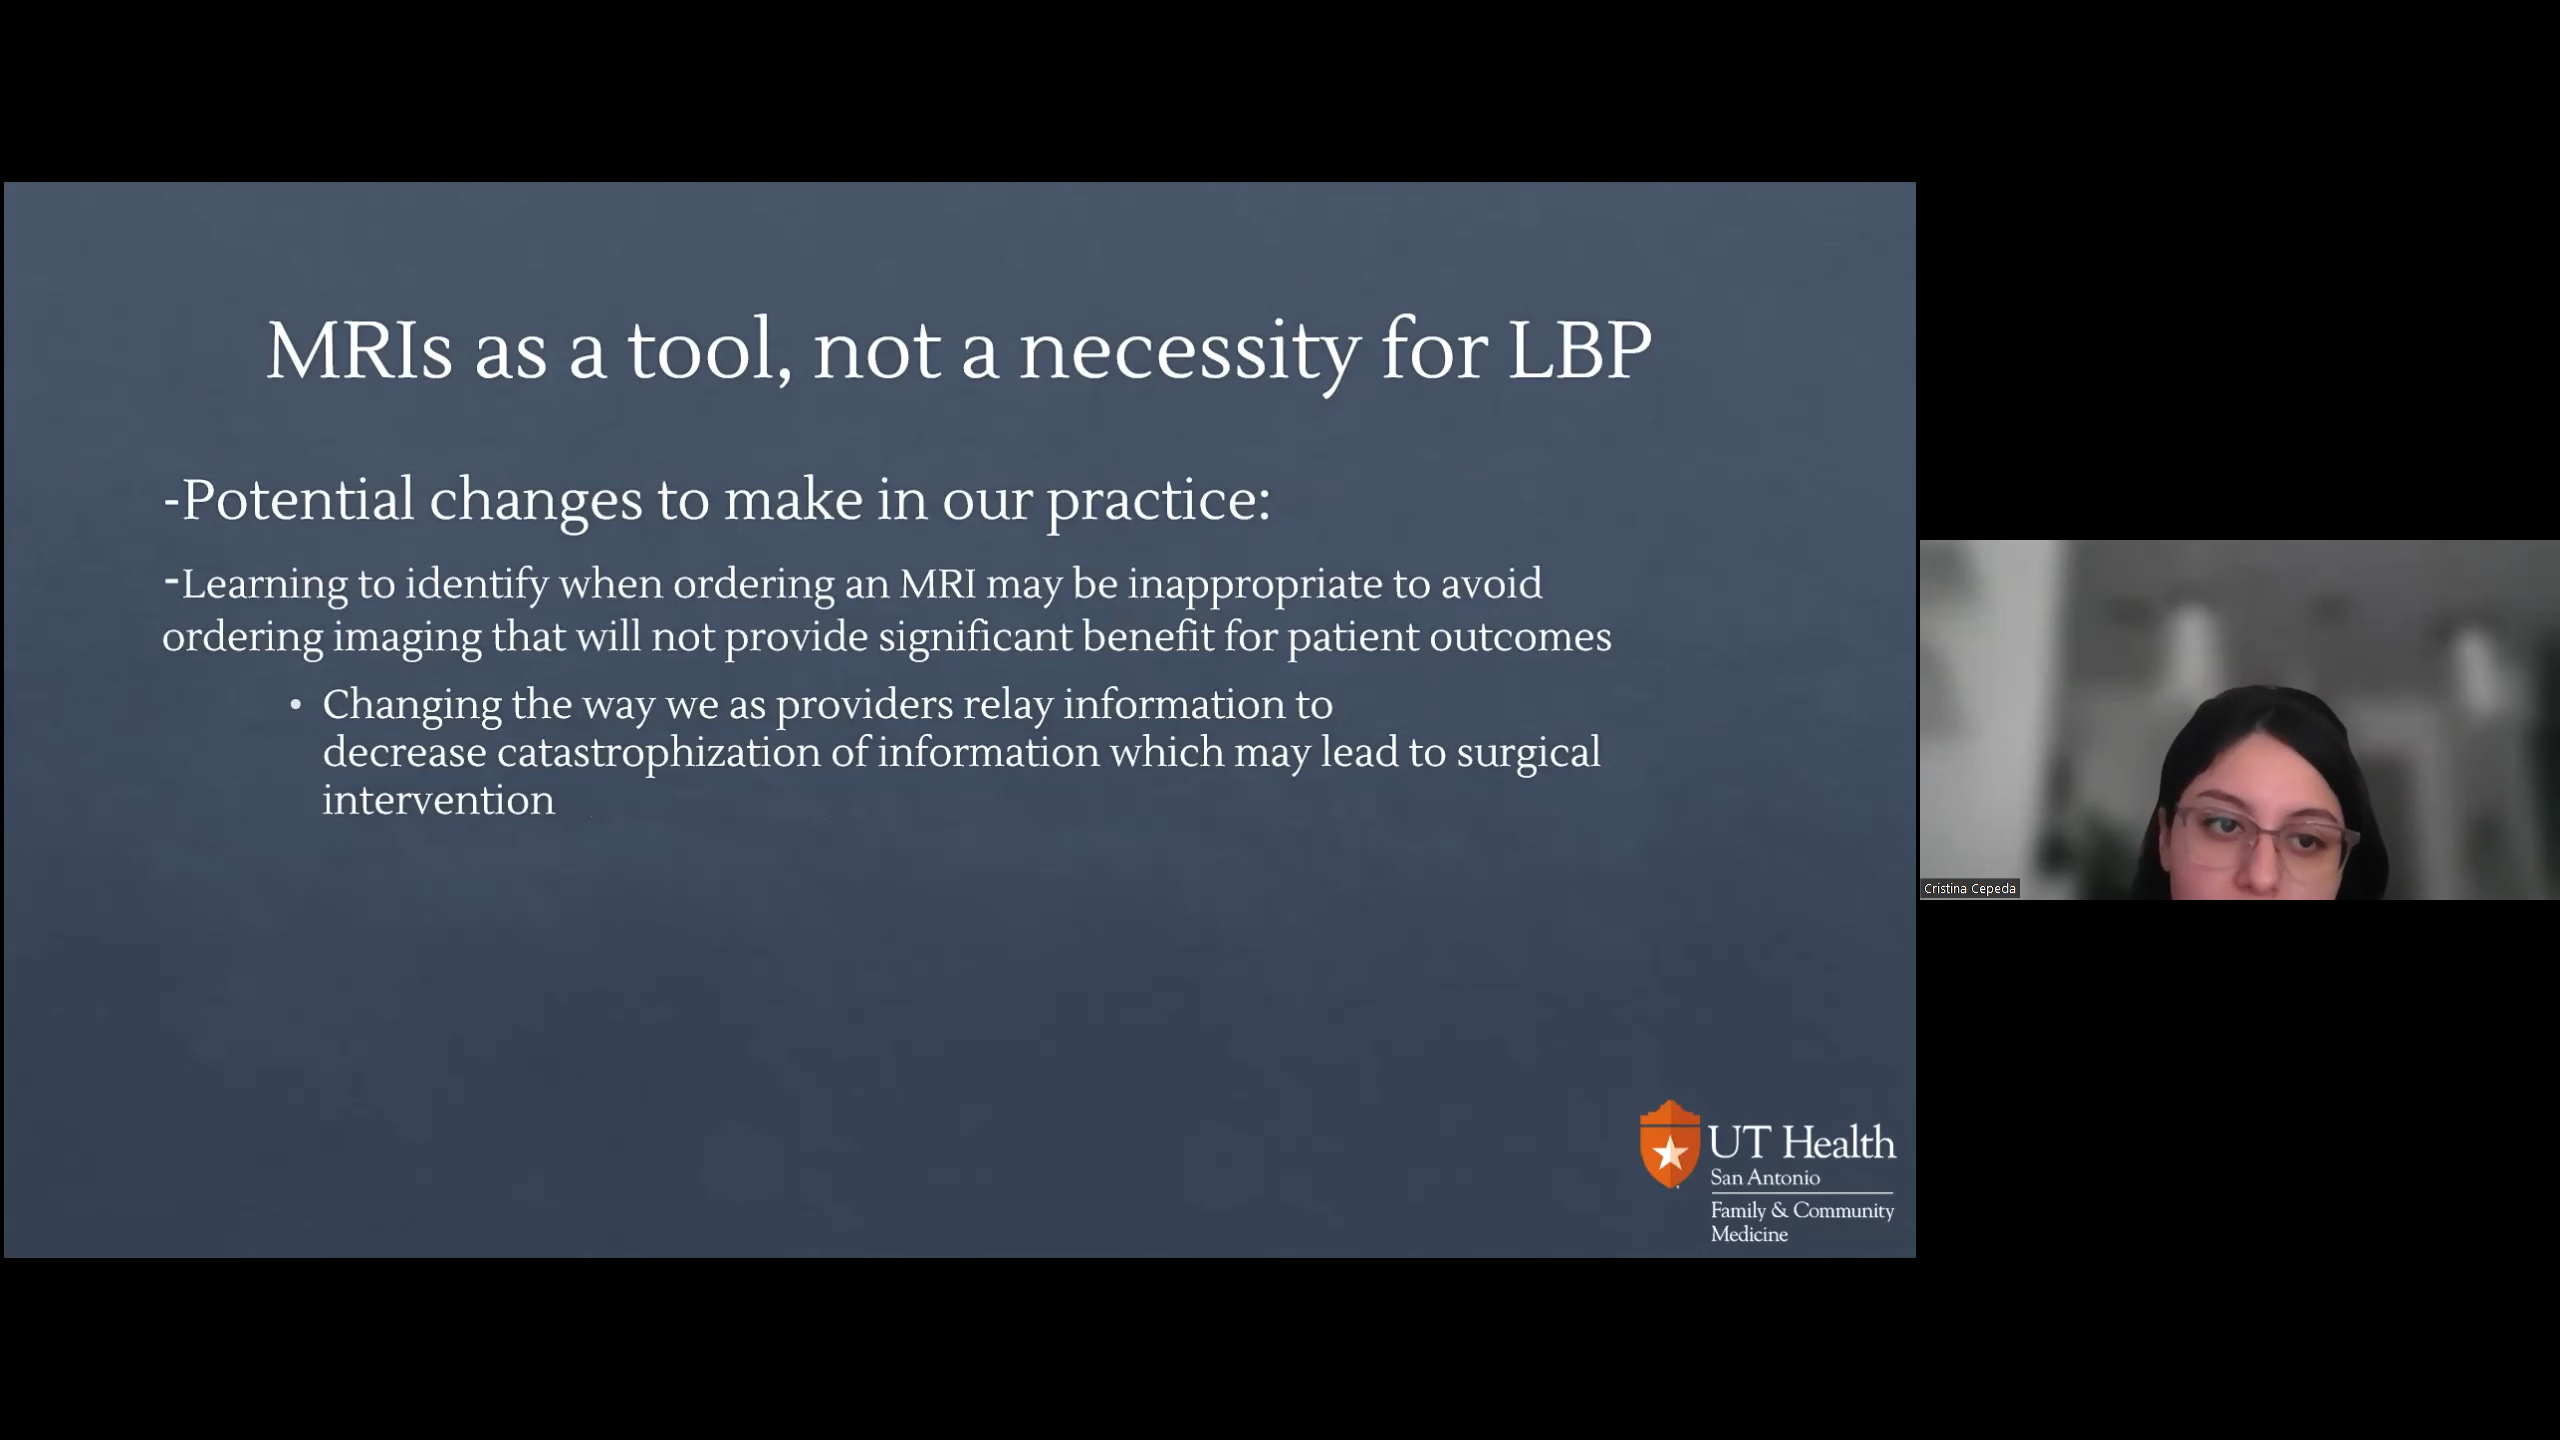 MRIs as a tool, not a necessity for LBP
-Potential changes to make in our practice:
-Learning to identify when ordering an MRI may be inappropriate to avoid
ordering imaging that will not provide significant benefit for patient outcomes
• Changing the way we as providers relay information to
decrease catastrophization of information which may lead to surgical
intervention
Cristina Cepeda
UT Health
San Antonio
Family & Community
Medicine